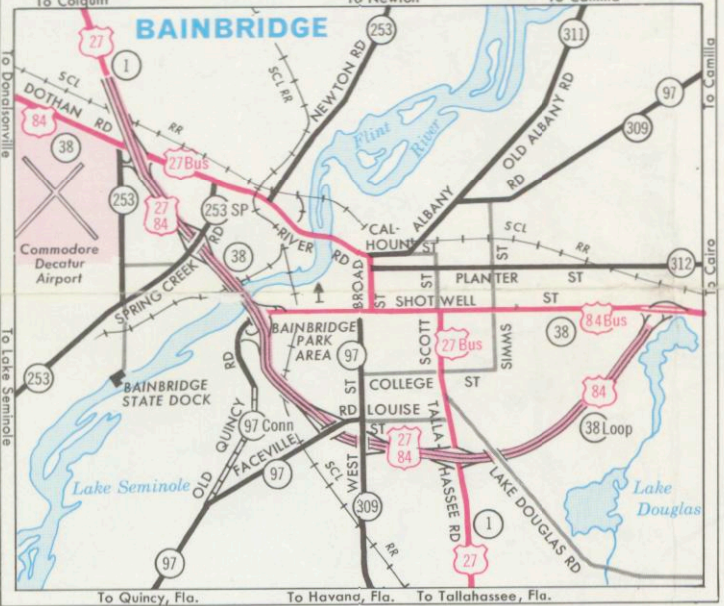 To Colquitt
To Newton
To Camilla
BAINBRIDGE
27
1
253
311
97
309
To Camilla
To Donalsonville
SCL RR
DOTHAN RD
84
38
SCL RR
NEWTON RD
Flint River
OLD ALBANY RD
27 Bus
253
27 84
253 SP
Commodore
Decatur
Airport
SPRING CREEK RD
38
RIVER RD
CAL-
HOUN ST
ALBANY RD
SCL RR
312
To Cairo
PLANTER ST
BROAD ST
SHOTWELL ST
SCOTT ST
SIMMS ST
84 Bus
38
27 Bus
BAINBRIDGE
PARK
AREA
97
To Lake Seminole
253
BAINBRIDGE
STATE DOCK
COLLEGE ST
LOUISE ST
84
38 Loop
OLD QUINCY RD
97 Conn
FACEVILLE RD
97
27 84
TALLAHASSEE RD
LAKE DOUGLAS RD
Lake Seminole
SCL RR
WEST ST
309
1
Lake
Douglas
97
27
To Quincy, Fla.
To Havana, Fla.
To Tallahassee, Fla.